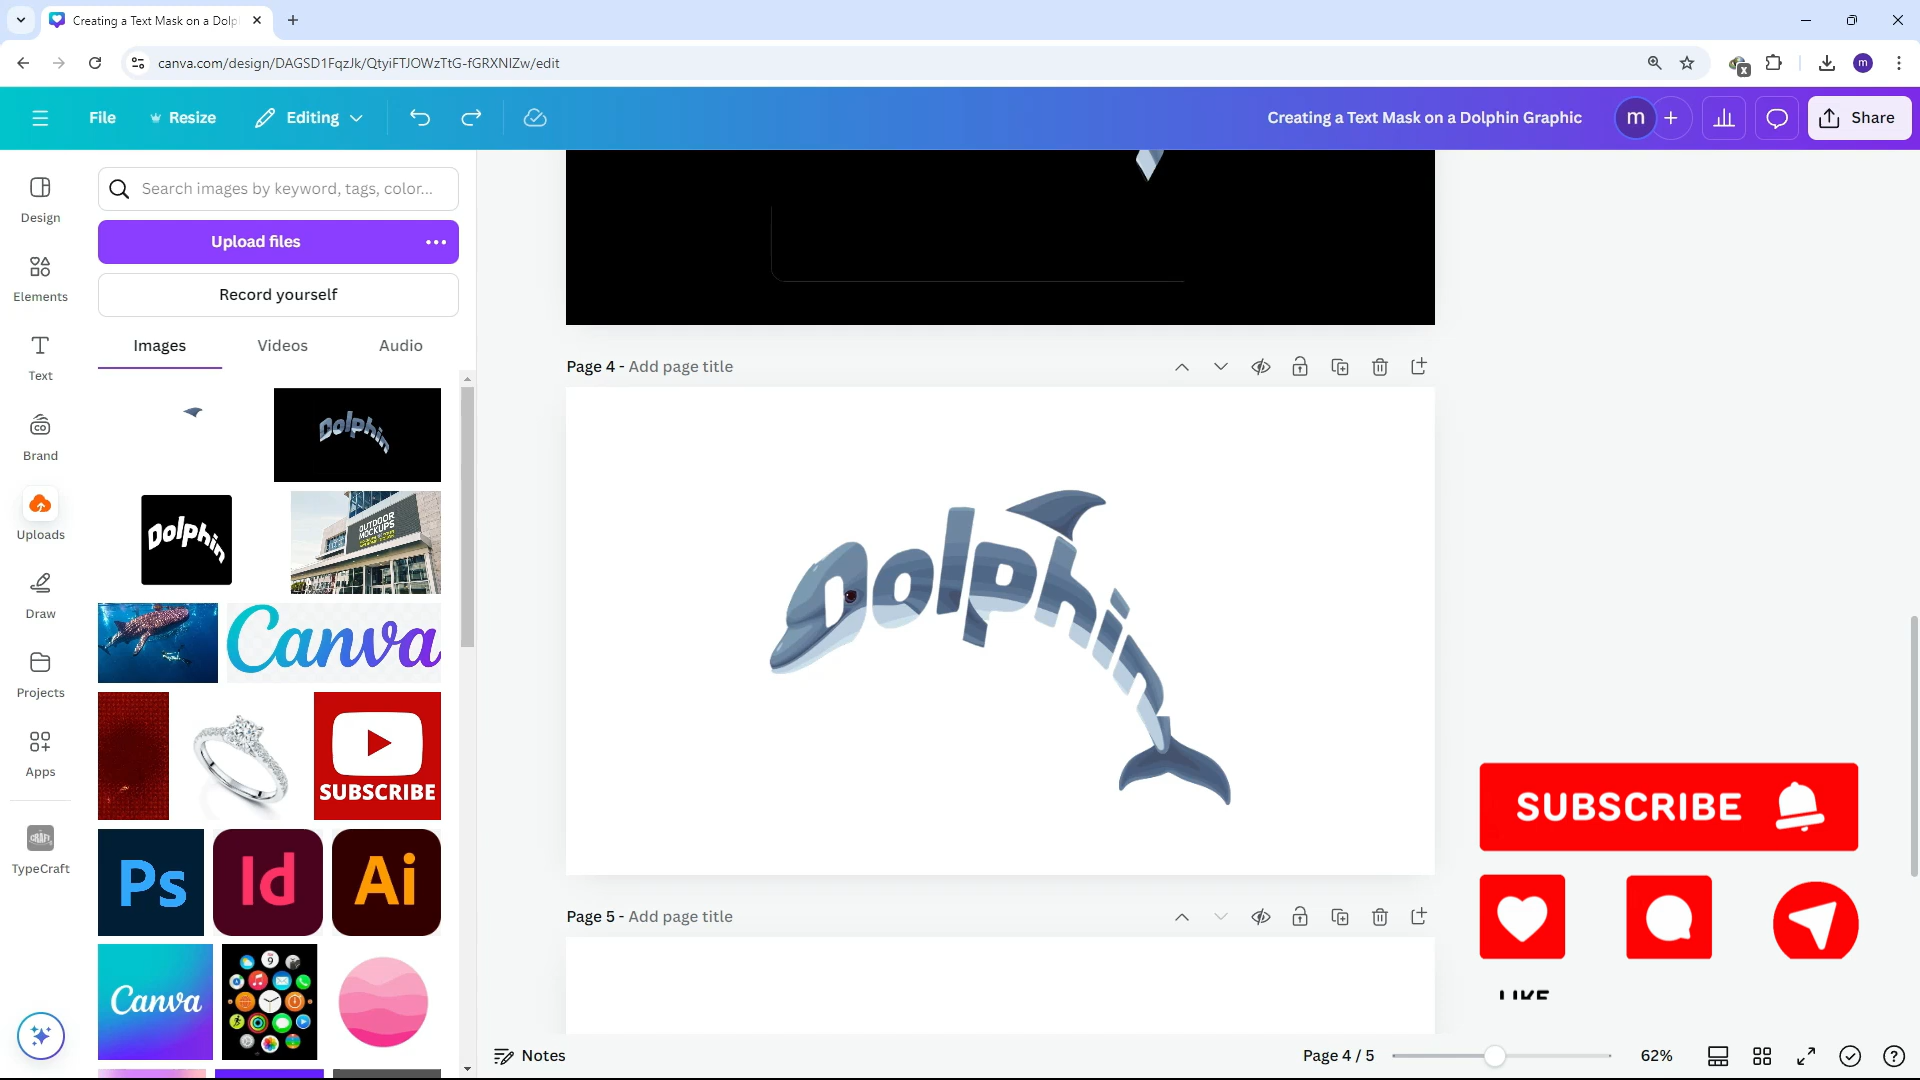 Creating a Text Mask on a Dolp
canva.com/design/DAGSD1FqzJk/QtyiFTJOWzTtG-fGRXNIZw/edit
m
File
Resize
Editing
Creating a Text Mask on a Dolphin Graphic
m
+
Share
Design
Elements
Text
Brand
Uploads
Draw
Projects
Apps
TypeCraft
Search images by keyword, tags, color...
Upload files
Record yourself
Images
Videos
Audio
Dolphin
Dolphin
OUTDOOR
MOCKUPS
Canva
SUBSCRIBE
Ps
Id
Ai
Canva
9
Page 4 - Add page title
Dolphin
Page 5 - Add page title
SUBSCRIBE
LIKE
Notes
Page 4 / 5
62%